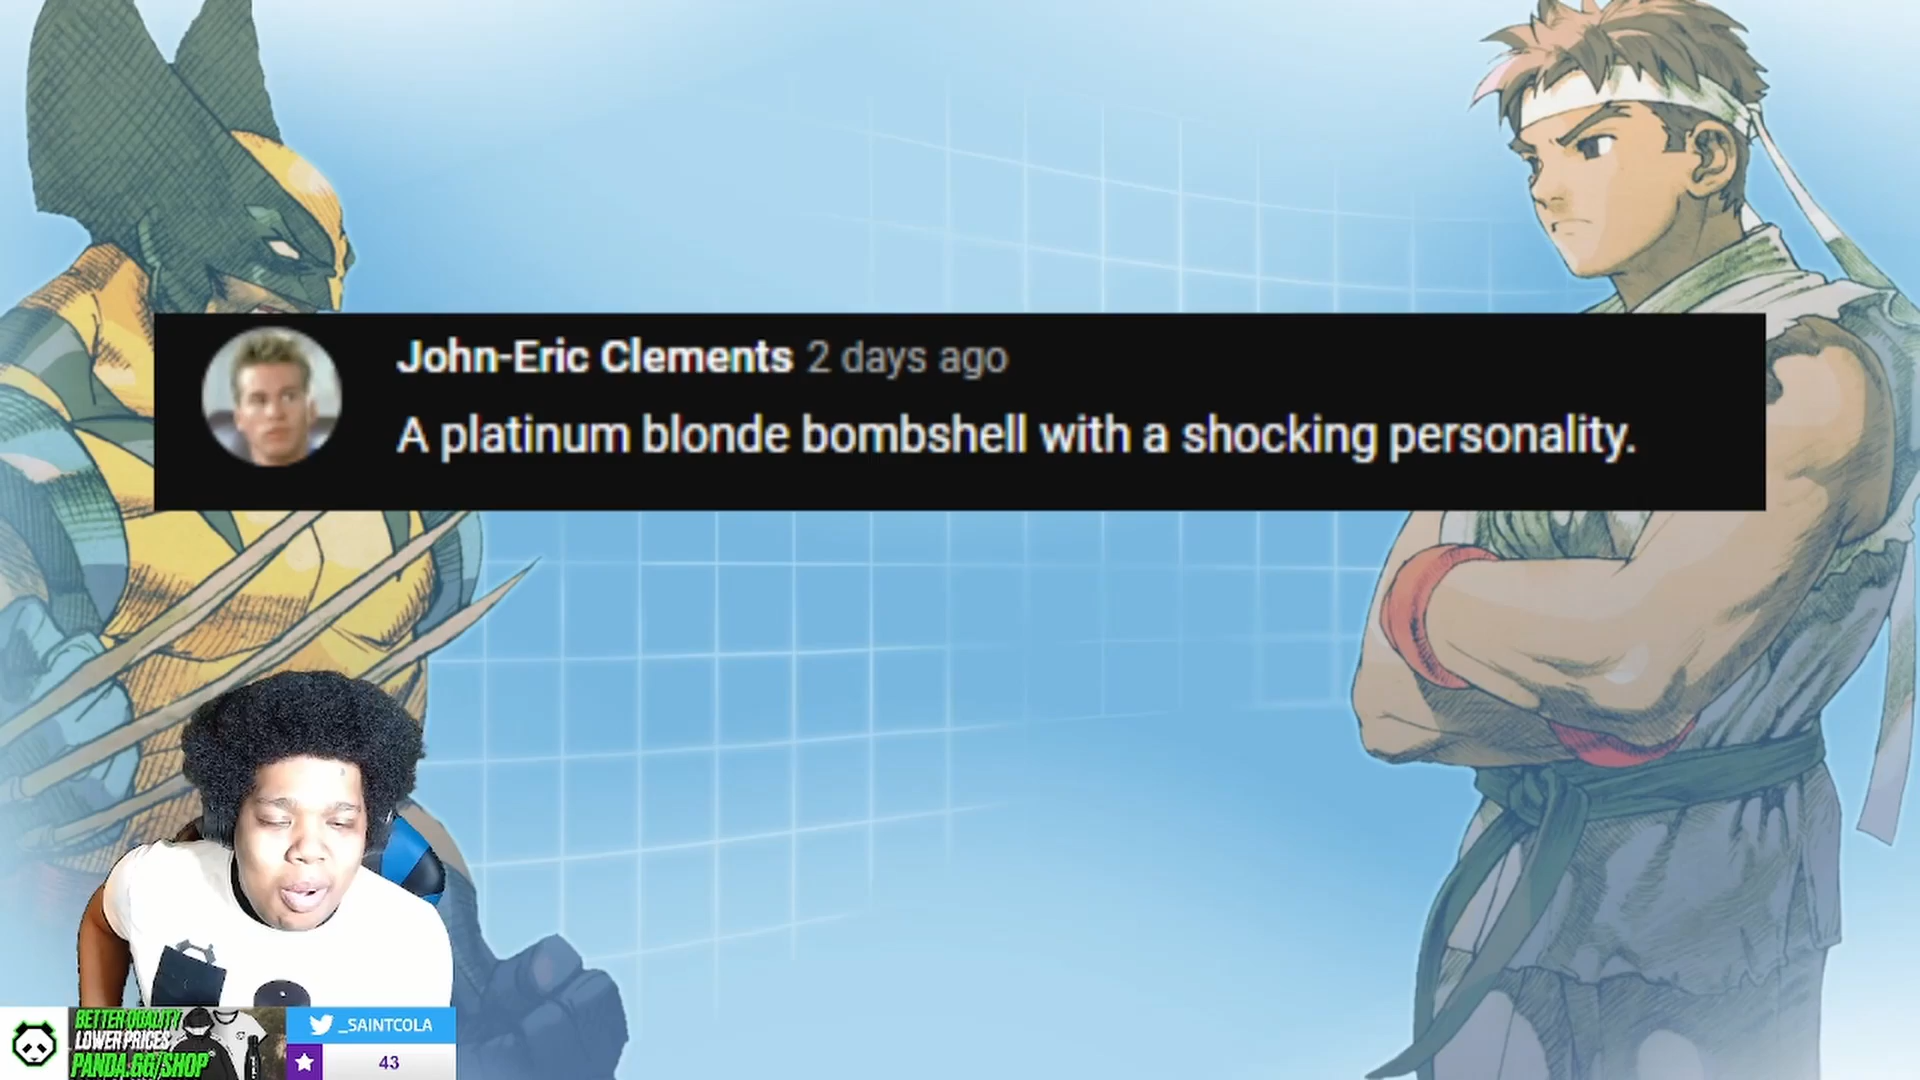 John-Eric Clements 2 days ago
A platinum blonde bombshell with a shocking personality.
BETTER QUALITY
LOWER PRICES
PANDA.GG/SHOP
_SAINTCOLA
43